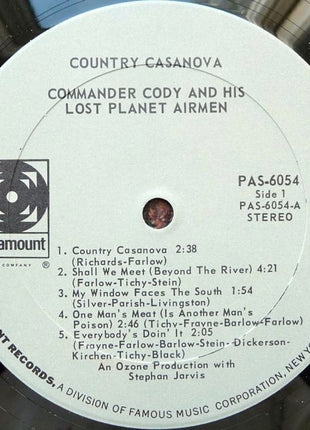 COUNTRY CASANOVA
COMMANDER CODY AND HIS
LOST PLANET AIRMEN
PAS-6054
Side 1
PAS-6054-A
STEREO
amount
COMPANY ®
1. Country Casanova 2:38
(Richards-Farlow)
2. Shall We Meet (Beyond The River) 4:21
(Farlow-Tichy-Stein)
3. My Window Faces The South 1:54
(Silver-Parish-Livingston)
4. One Man's Meat (Is Another Man's
Poison) 2:46 (Tichy-Frayne-Barlow-Farlow)
5. Everybody's Doin' It 2:05
(Frayne-Farlow-Barlow-Stein-Dickerson-
Kirchen-Tichy-Black)
An Ozone Production with
Stephan Jarvis
NT RECORDS, A DIVISION OF FAMOUS MUSIC CORPORATION, NEW Y